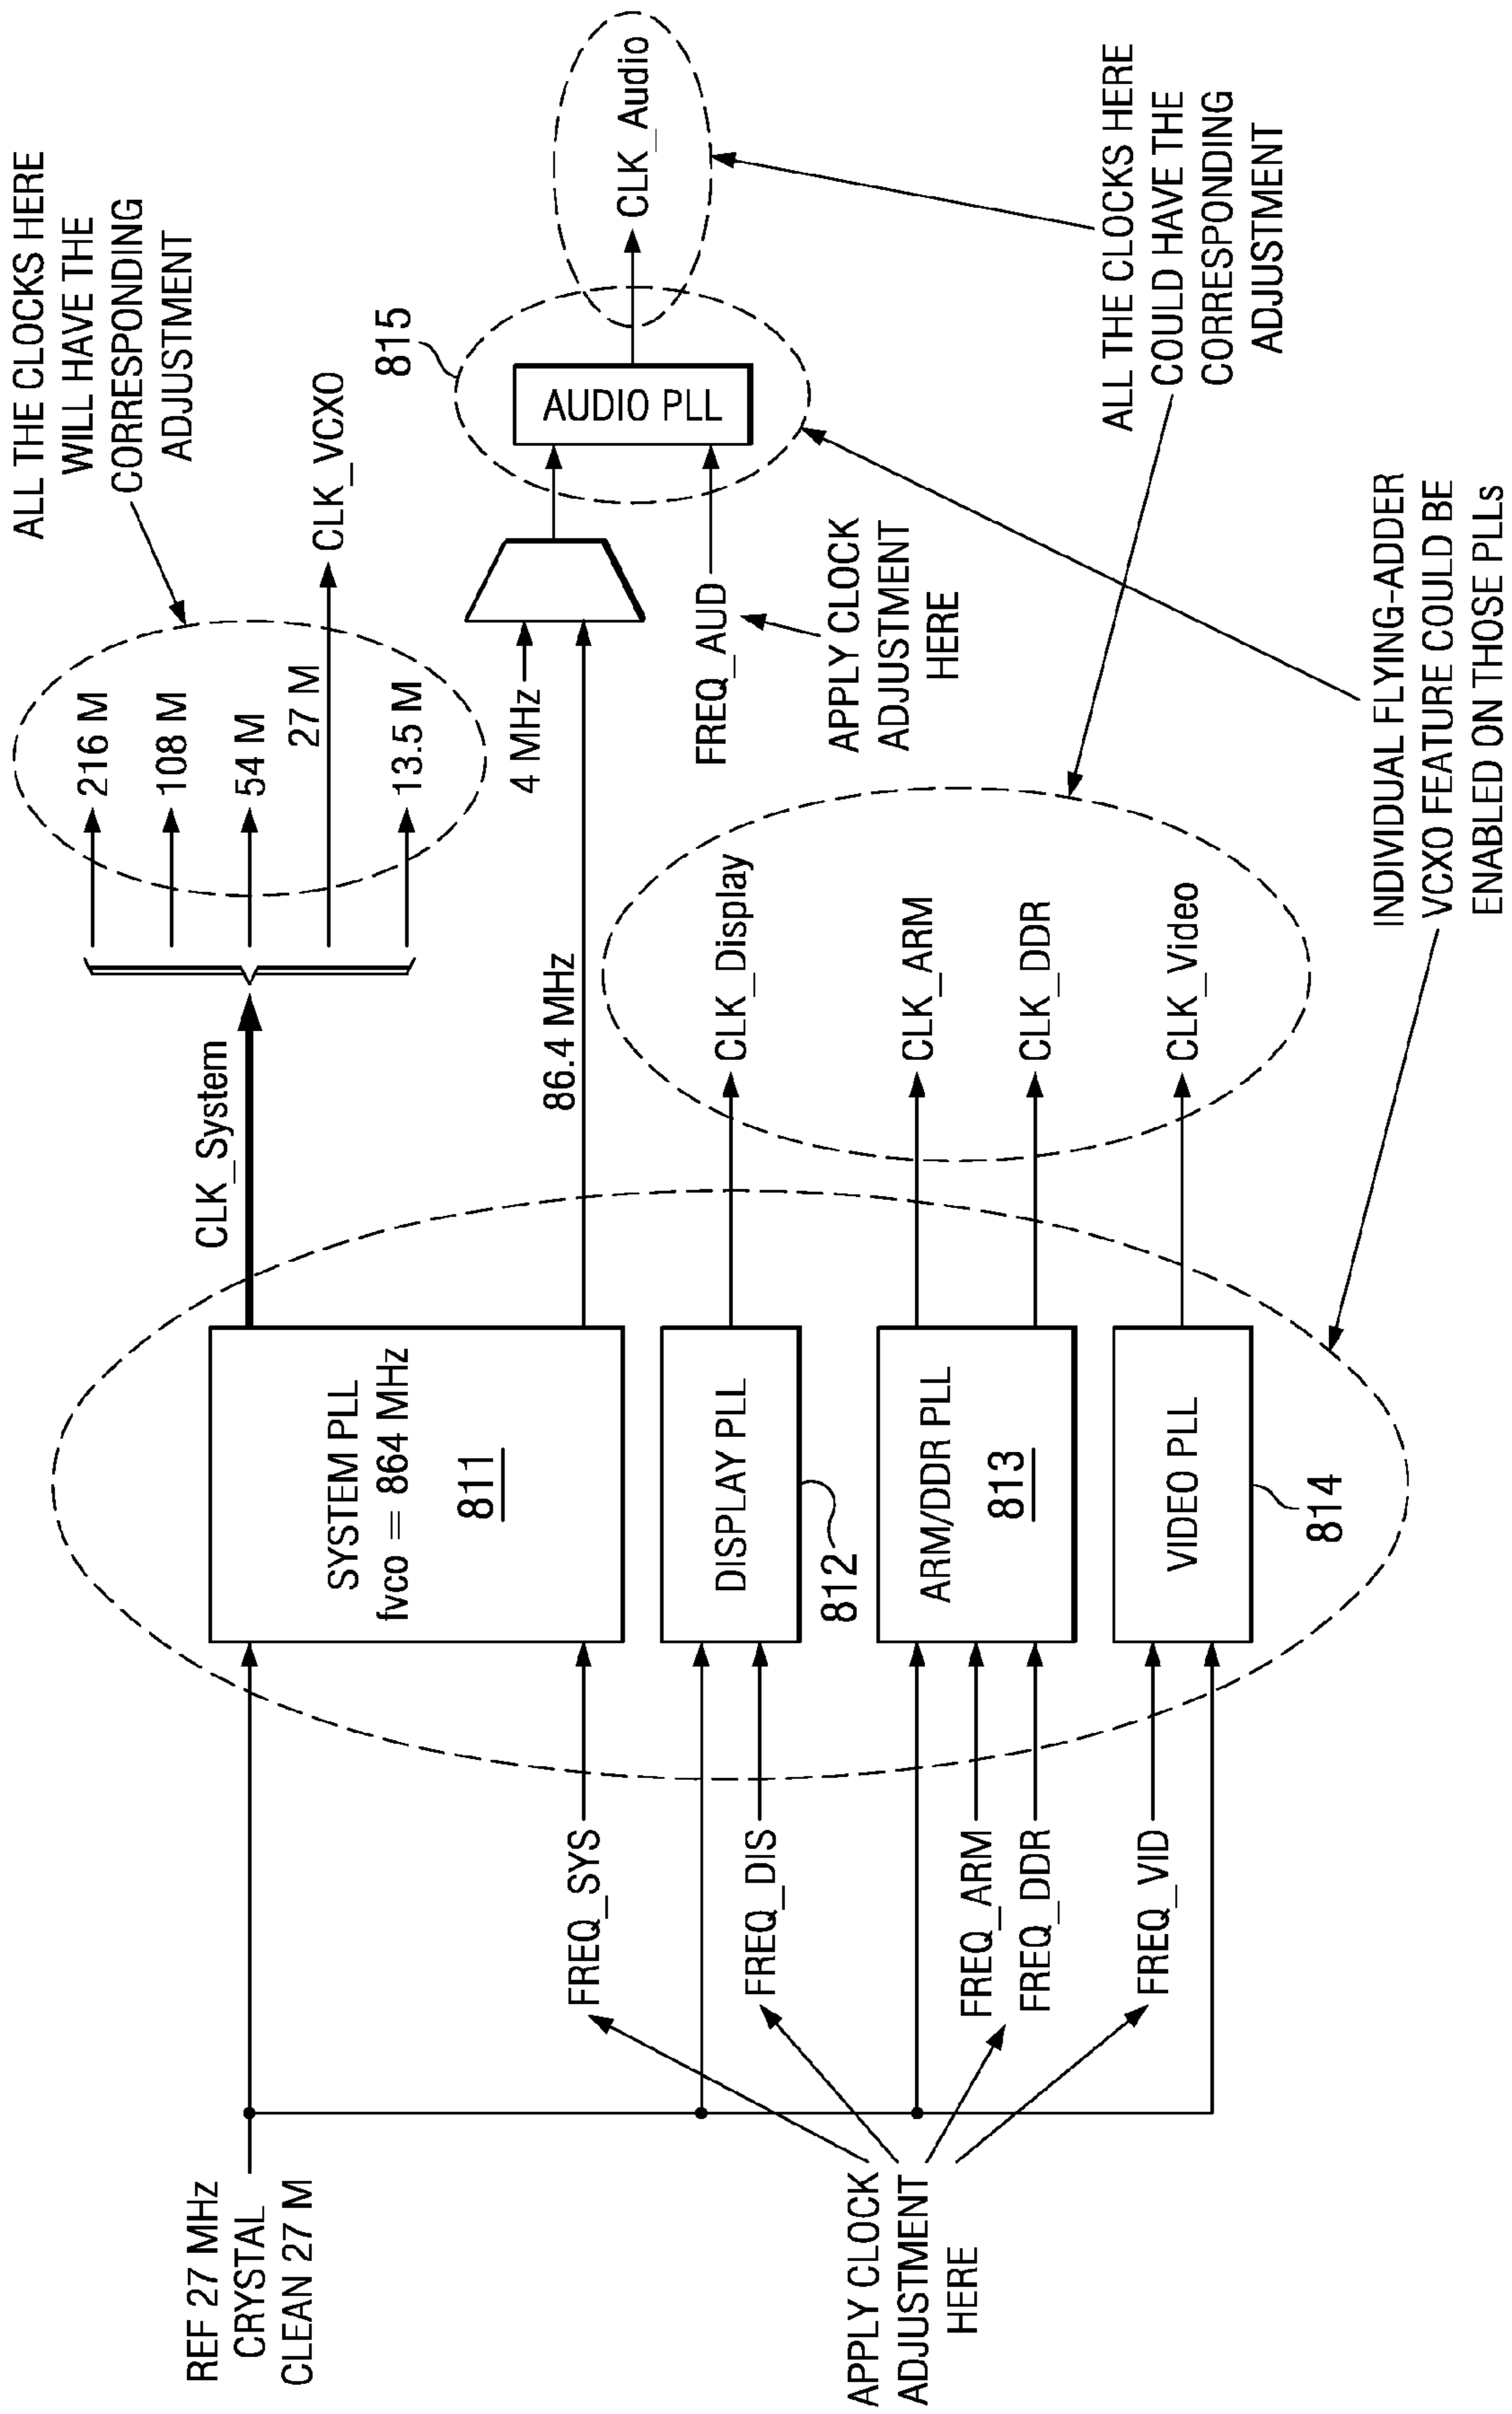 REF 27 MHz
CRYSTAL
CLEAN 27 M
APPLY CLOCK
ADJUSTMENT
HERE
FREQ_SYS
FREQ_DIS
FREQ_ARM
FREQ_DDR
FREQ_VID
SYSTEM PLL
fvco = 864 MHz
811
DISPLAY PLL
812
ARM/DDR PLL
813
VIDEO PLL
814
CLK_System
86.4 MHz
CLK_Display
CLK_ARM
CLK_DDR
CLK_Video
216 M
108 M
54 M
27 M
13.5 M
CLK_VCXO
ALL THE CLOCKS HERE
WILL HAVE THE
CORRESPONDING
ADJUSTMENT
4 MHz
FREQ_AUD
APPLY CLOCK
ADJUSTMENT
HERE
AUDIO PLL
815
CLK_Audio
ALL THE CLOCKS HERE
COULD HAVE THE
CORRESPONDING
ADJUSTMENT
INDIVIDUAL FLYING-ADDER
VCXO FEATURE COULD BE
ENABLED ON THOSE PLLs